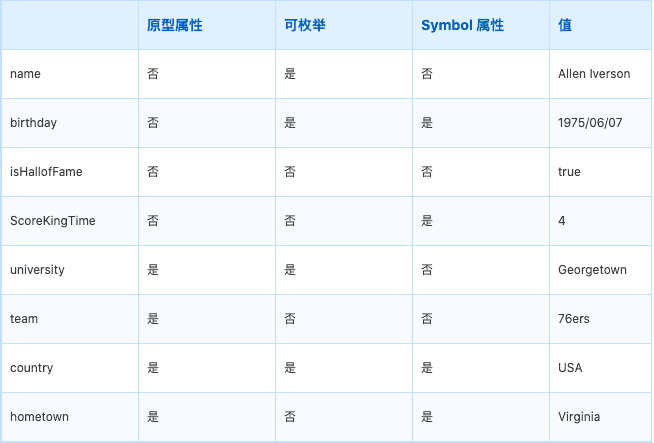 原型属性 可枚举 Symbol 属性 值
name 否 是 否 Allen Iverson
birthday 否 是 是 1975/06/07
isHallofFame 否 否 否 true
ScoreKingTime 否 否 是 4
university 是 是 否 Georgetown
team 是 否 否 76ers
country 是 是 是 USA
hometown 是 否 是 Virginia